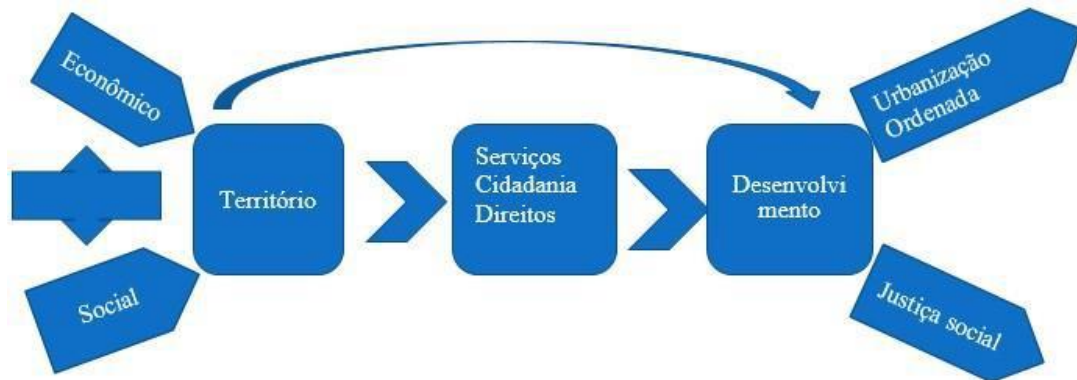 Econômico
Território
Social
Serviços
Cidadania
Direitos
Desenvolvi
mento
Urbanização
Ordenada
Justiça social